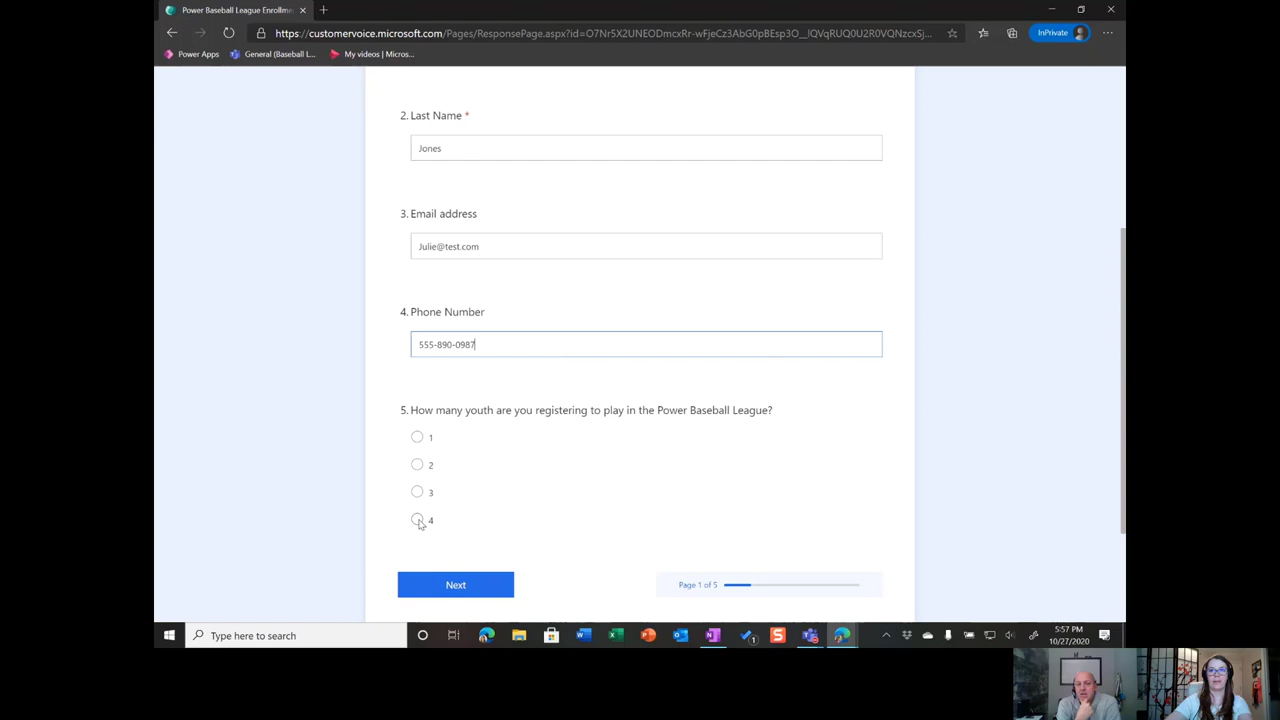 Power Baseball League Enrollme
https://customervoice.microsoft.com/Pages/ResponsePage.aspx?id=O7Nr5X2UNEODmcxRr-wFjeCz3AbG0pBEsp3O__lQVqRUQ0U2R0VQNzcxSj...
InPrivate
Power Apps
General (Baseball L...
My videos | Micros...
2. Last Name *
Jones
3. Email address
Julie@test.com
4. Phone Number
555-890-0987
5. How many youth are you registering to play in the Power Baseball League?
1
2
3
4
Next
Page 1 of 5
Type here to search
5:57 PM
10/27/2020